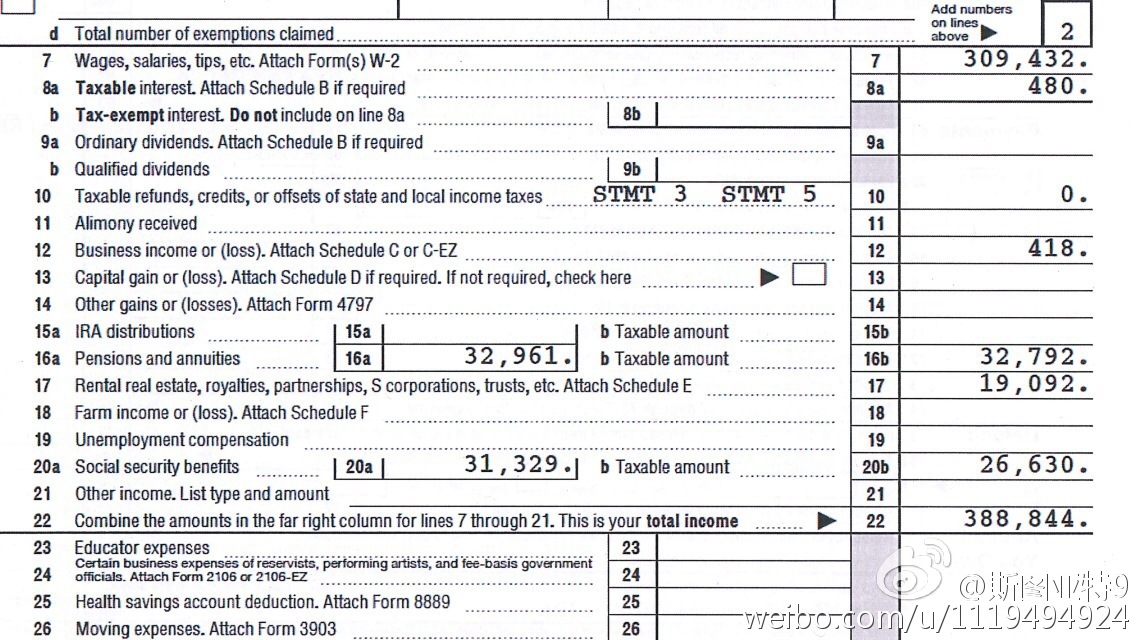 Add numbers
on lines
above
d Total number of exemptions claimed 2
7 Wages, salaries, tips, etc. Attach Form(s) W-2 7 309,432.
8a Taxable interest. Attach Schedule B if required 8a 480.
b Tax-exempt interest. Do not include on line 8a 8b
9a Ordinary dividends. Attach Schedule B if required 9a
b Qualified dividends 9b
10 Taxable refunds, credits, or offsets of state and local income taxes STMT 3 STMT 5 10 0.
11 Alimony received 11
12 Business income or (loss). Attach Schedule C or C-EZ 12 418.
13 Capital gain or (loss). Attach Schedule D if required. If not required, check here 13
14 Other gains or (losses). Attach Form 4797 14
15a IRA distributions 15a b Taxable amount 15b
16a Pensions and annuities 16a 32,961. b Taxable amount 16b 32,792.
17 Rental real estate, royalties, partnerships, S corporations, trusts, etc. Attach Schedule E 17 19,092.
18 Farm income or (loss). Attach Schedule F 18
19 Unemployment compensation 19
20a Social security benefits 20a 31,329. b Taxable amount 20b 26,630.
21 Other income. List type and amount 21
22 Combine the amounts in the far right column for lines 7 through 21. This is your total income 22 388,844.
23 Educator expenses 23
24 Certain business expenses of reservists, performing artists, and fee-basis government
officials. Attach Form 2106 or 2106-EZ 24
25 Health savings account deduction. Attach Form 8889 25
26 Moving expenses. Attach Form 3903 26
weibo.com/u/1119494924